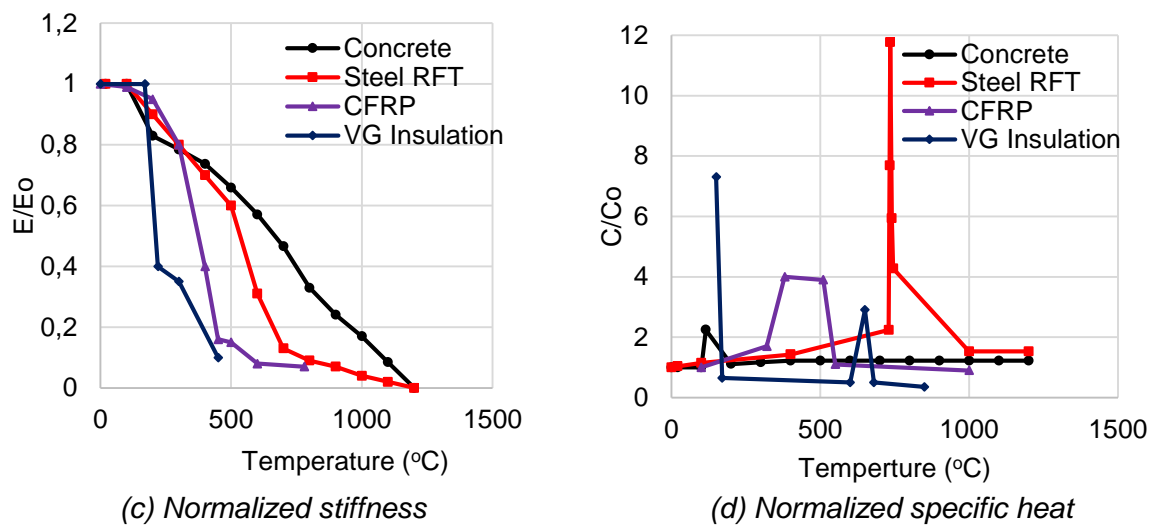 1,2
1
0,8
0,6
0,4
0,2
0
E/Eo
Concrete
Steel RFT
CFRP
VG Insulation
0 500 1000 1500
Temperature (ᵒC)
(c) Normalized stiffness
12
10
8
6
4
2
0
C/Co
Concrete
Steel RFT
CFRP
VG Insulation
0 500 1000 1500
Temperture (ᵒC)
(d) Normalized specific heat